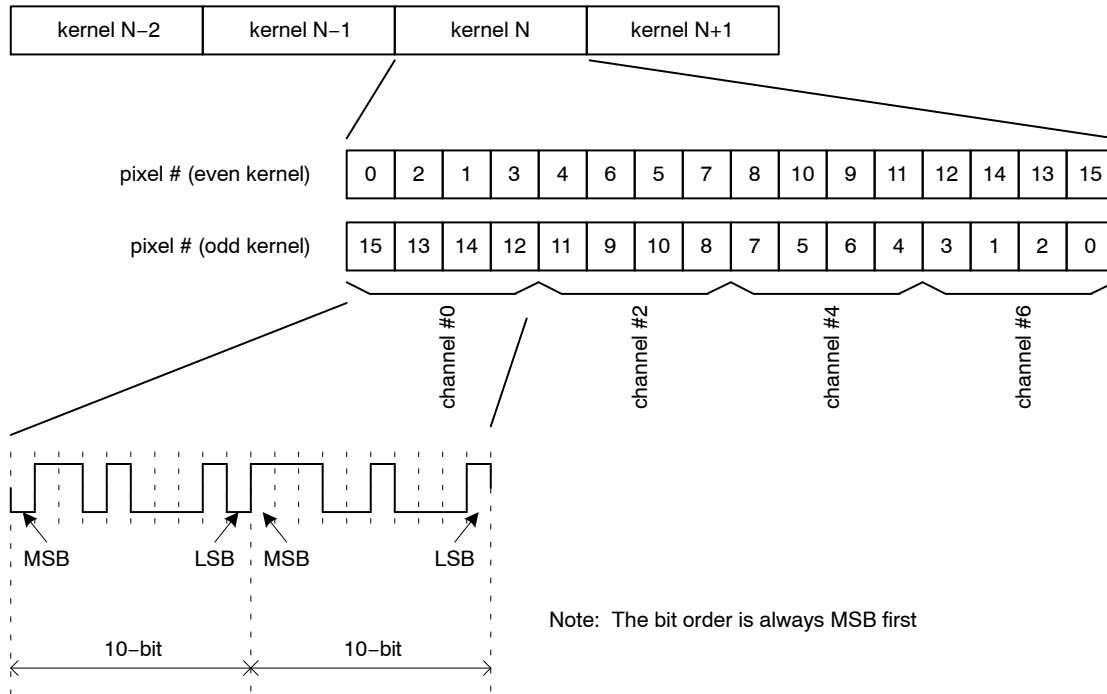 kernel N−2 kernel N−1 kernel N kernel N+1
pixel # (even kernel) 0 2 1 3 4 6 5 7 8 10 9 11 12 14 13 15
pixel # (odd kernel) 15 13 14 12 11 9 10 8 7 5 6 4 3 1 2 0
channel #0 channel #2 channel #4 channel #6
MSB LSB MSB LSB
Note: The bit order is always MSB first
10−bit 10−bit